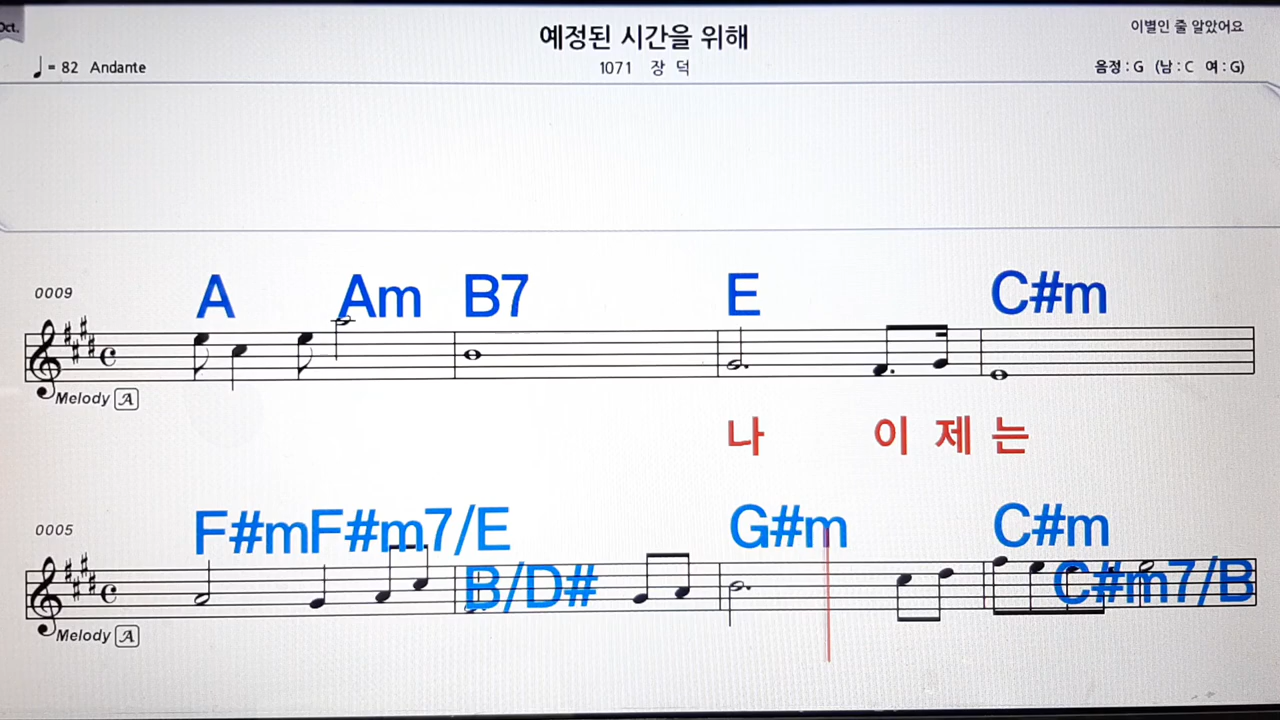 Oct.
예정된 시간을 위해
이별인 줄 알았어요
♩= 82 Andante
1071 장 덕
음정 : G (남 : C 여 : G)
0009
A Am B7 E C#m
Melody A
나 이 제 는
0005
F#mF#m7/E G#m C#m
B/D# C#m7/B
Melody A